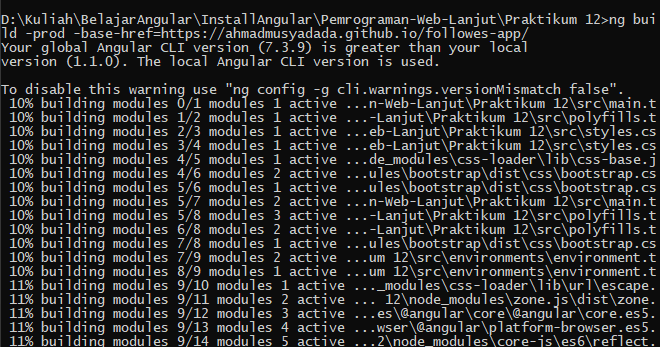 D:\Kuliah\BelajarAngular\InstallAngular\Pemrograman-Web-Lanjut\Praktikum 12>ng bui
ld -prod -base-href=https://ahmadmusyadada.github.io/followes-app/
Your global Angular CLI version (7.3.9) is greater than your local
version (1.1.0). The local Angular CLI version is used.
To disable this warning use "ng config -g cli.warnings.versionMismatch false".
10% building modules 0/1 modules 1 active ...n-Web-Lanjut\Praktikum 12\src\main.t
10% building modules 1/2 modules 1 active ...-Lanjut\Praktikum 12\src\polyfills.t
10% building modules 2/3 modules 1 active ...eb-Lanjut\Praktikum 12\src\styles.cs
10% building modules 3/4 modules 1 active ...eb-Lanjut\Praktikum 12\src\styles.cs
10% building modules 4/5 modules 1 active ...de_modules\css-loader\lib\css-base.j
10% building modules 4/6 modules 2 active ...ules\bootstrap\dist\css\bootstrap.cs
10% building modules 5/6 modules 1 active ...ules\bootstrap\dist\css\bootstrap.cs
10% building modules 5/7 modules 2 active ...n-Web-Lanjut\Praktikum 12\src\main.t
10% building modules 5/8 modules 3 active ...-Lanjut\Praktikum 12\src\polyfills.t
10% building modules 6/8 modules 2 active ...-Lanjut\Praktikum 12\src\polyfills.t
10% building modules 7/8 modules 1 active ...ules\bootstrap\dist\css\bootstrap.cs
10% building modules 7/9 modules 2 active ...um 12\src\environments\environment.t
10% building modules 8/9 modules 1 active ...um 12\src\environments\environment.t
11% building modules 9/10 modules 1 active ..._modules\css-loader\lib\url\escape.
11% building modules 9/11 modules 2 active ... 12\node_modules\zone.js\dist\zone.
11% building modules 9/12 modules 3 active ...es\@angular\core\@angular\core.es5.
11% building modules 9/13 modules 4 active ...wser\@angular\platform-browser.es5.
11% building modules 9/14 modules 5 active ...2\node_modules\core-js\es6\reflect.